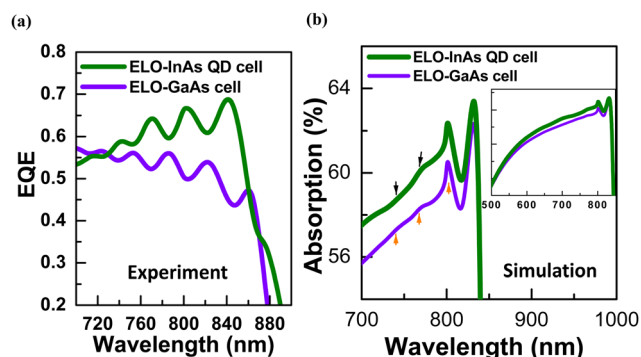 (a)
0.8
0.7
0.6
0.5
0.4
0.3
0.2
EQE
ELO-InAs QD cell
ELO-GaAs cell
Experiment
720 760 800 840 880
Wavelength (nm)
(b)
64
60
56
Absorption (%)
ELO-InAs QD cell
ELO-GaAs cell
500 600 700 800
Simulation
700 800 900 1000
Wavelength (nm)